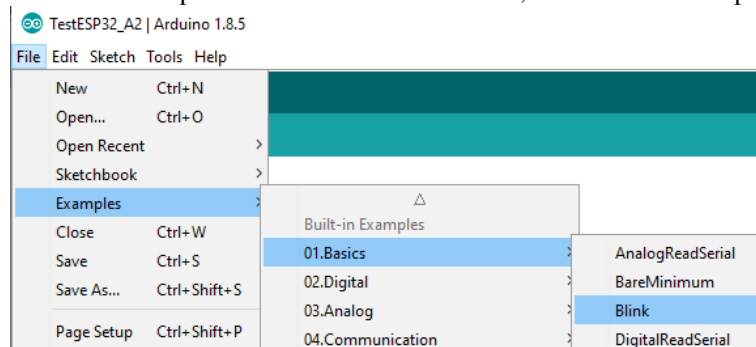 TestESP32_A2 | Arduino 1.8.5
File Edit Sketch Tools Help
New Ctrl+N
Open... Ctrl+O
Open Recent
Sketchbook
Examples
Close Ctrl+W
Save Ctrl+S
Save As... Ctrl+Shift+S
Page Setup Ctrl+Shift+P
Built-in Examples
01.Basics
02.Digital
03.Analog
04.Communication
AnalogReadSerial
BareMinimum
Blink
DigitalReadSerial